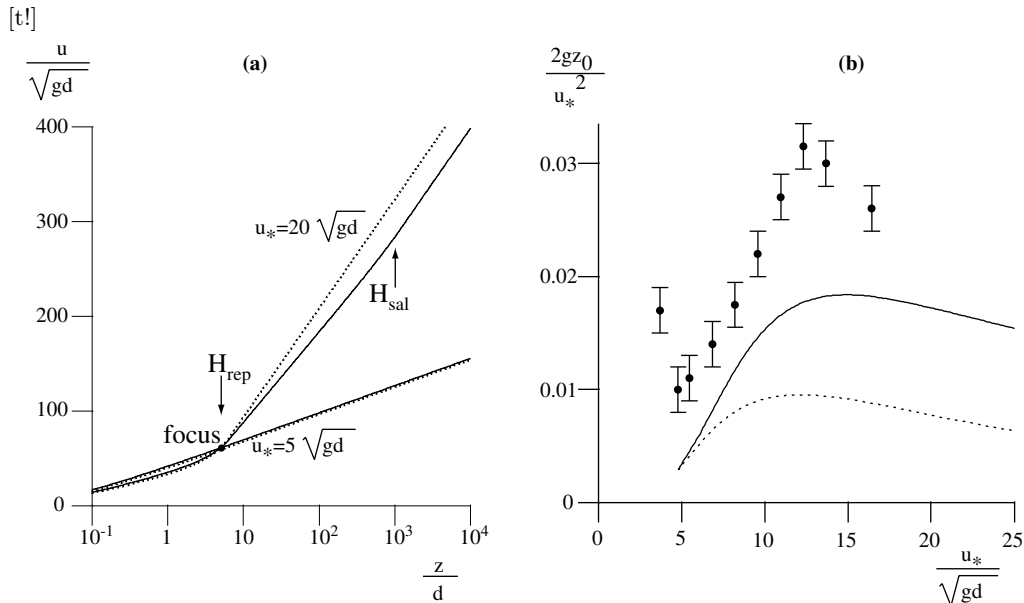 [t!]
u
√gd
(a)
400
300
200
100
0
u*=20 √gd
H_sal
H_rep
focus
u*=5 √gd
10^-1
1
10
10^2
10^3
10^4
z
d
2gz_0
u*^2
(b)
0.03
0.02
0.01
0
0
5
10
15
20
25
u*
√gd